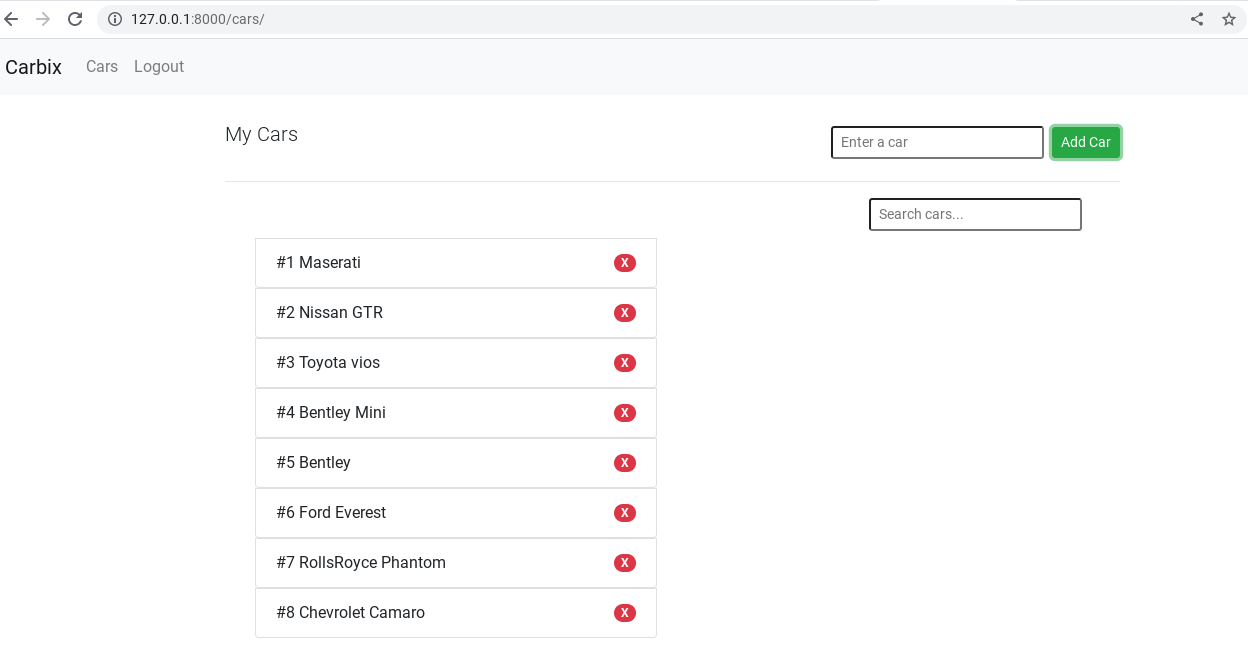 127.0.0.1:8000/cars/
Carbix Cars Logout
My Cars Enter a car Add Car
Search cars...
#1 Maserati X
#2 Nissan GTR X
#3 Toyota vios X
#4 Bentley Mini X
#5 Bentley X
#6 Ford Everest X
#7 RollsRoyce Phantom X
#8 Chevrolet Camaro X